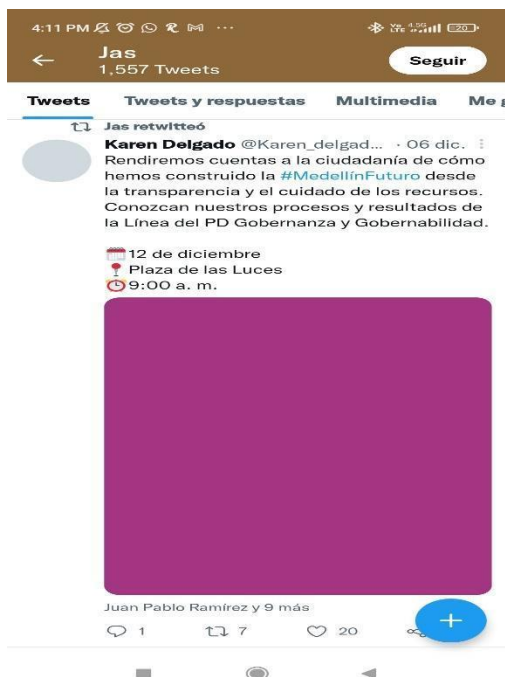 4:11 PM
Jas
1,557 Tweets
Seguir
Tweets Tweets y respuestas Multimedia Me g
Jas retwitteó
Karen Delgado @Karen_delgad... · 06 dic.
Rendiremos cuentas a la ciudadanía de cómo
hemos construido la #MedellínFuturo desde
la transparencia y el cuidado de los recursos.
Conozcan nuestros procesos y resultados de
la Línea del PD Gobernanza y Gobernabilidad.
12 de diciembre
Plaza de las Luces
9:00 a. m.
Juan Pablo Ramírez y 9 más
1 7 20